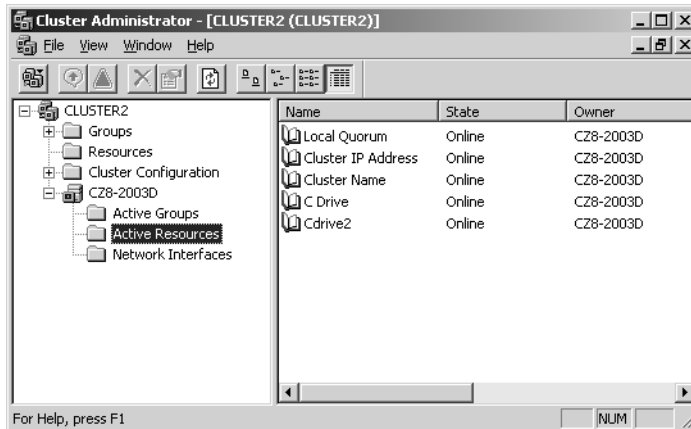 Cluster Administrator - [CLUSTER2 (CLUSTER2)]
File View Window Help
CLUSTER2
Groups
Resources
Cluster Configuration
CZ8-2003D
Active Groups
Active Resources
Network Interfaces
Name State Owner
Local Quorum Online CZ8-2003D
Cluster IP Address Online CZ8-2003D
Cluster Name Online CZ8-2003D
C Drive Online CZ8-2003D
Cdrive2 Online CZ8-2003D
For Help, press F1 NUM